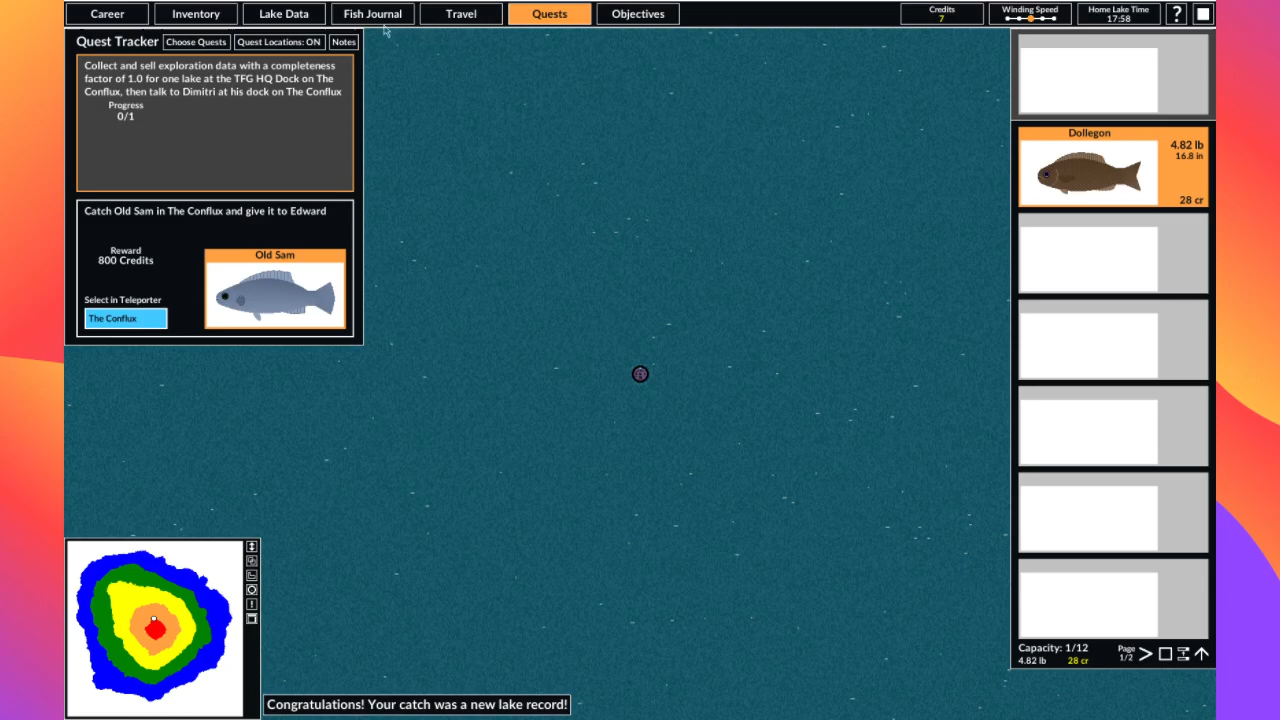 Career
Inventory
Lake Data
Fish Journal
Travel
Quests
Objectives
Credits
7
Winding Speed
Home Lake Time
17:58
?
Quest Tracker
Choose Quests
Quest Locations: ON
Notes
Collect and sell exploration data with a completeness
factor of 1.0 for one lake at the TFG HQ Dock on The
Conflux, then talk to Dimitri at his dock on The Conflux
Progress
0/1
Catch Old Sam in The Conflux and give it to Edward
Reward
800 Credits
Old Sam
Select in Teleporter
The Conflux
Dollegon
4.82 lb
16.8 in
28 cr
Capacity: 1/12
4.82 lb
28 cr
Page
1/2
Congratulations! Your catch was a new lake record!